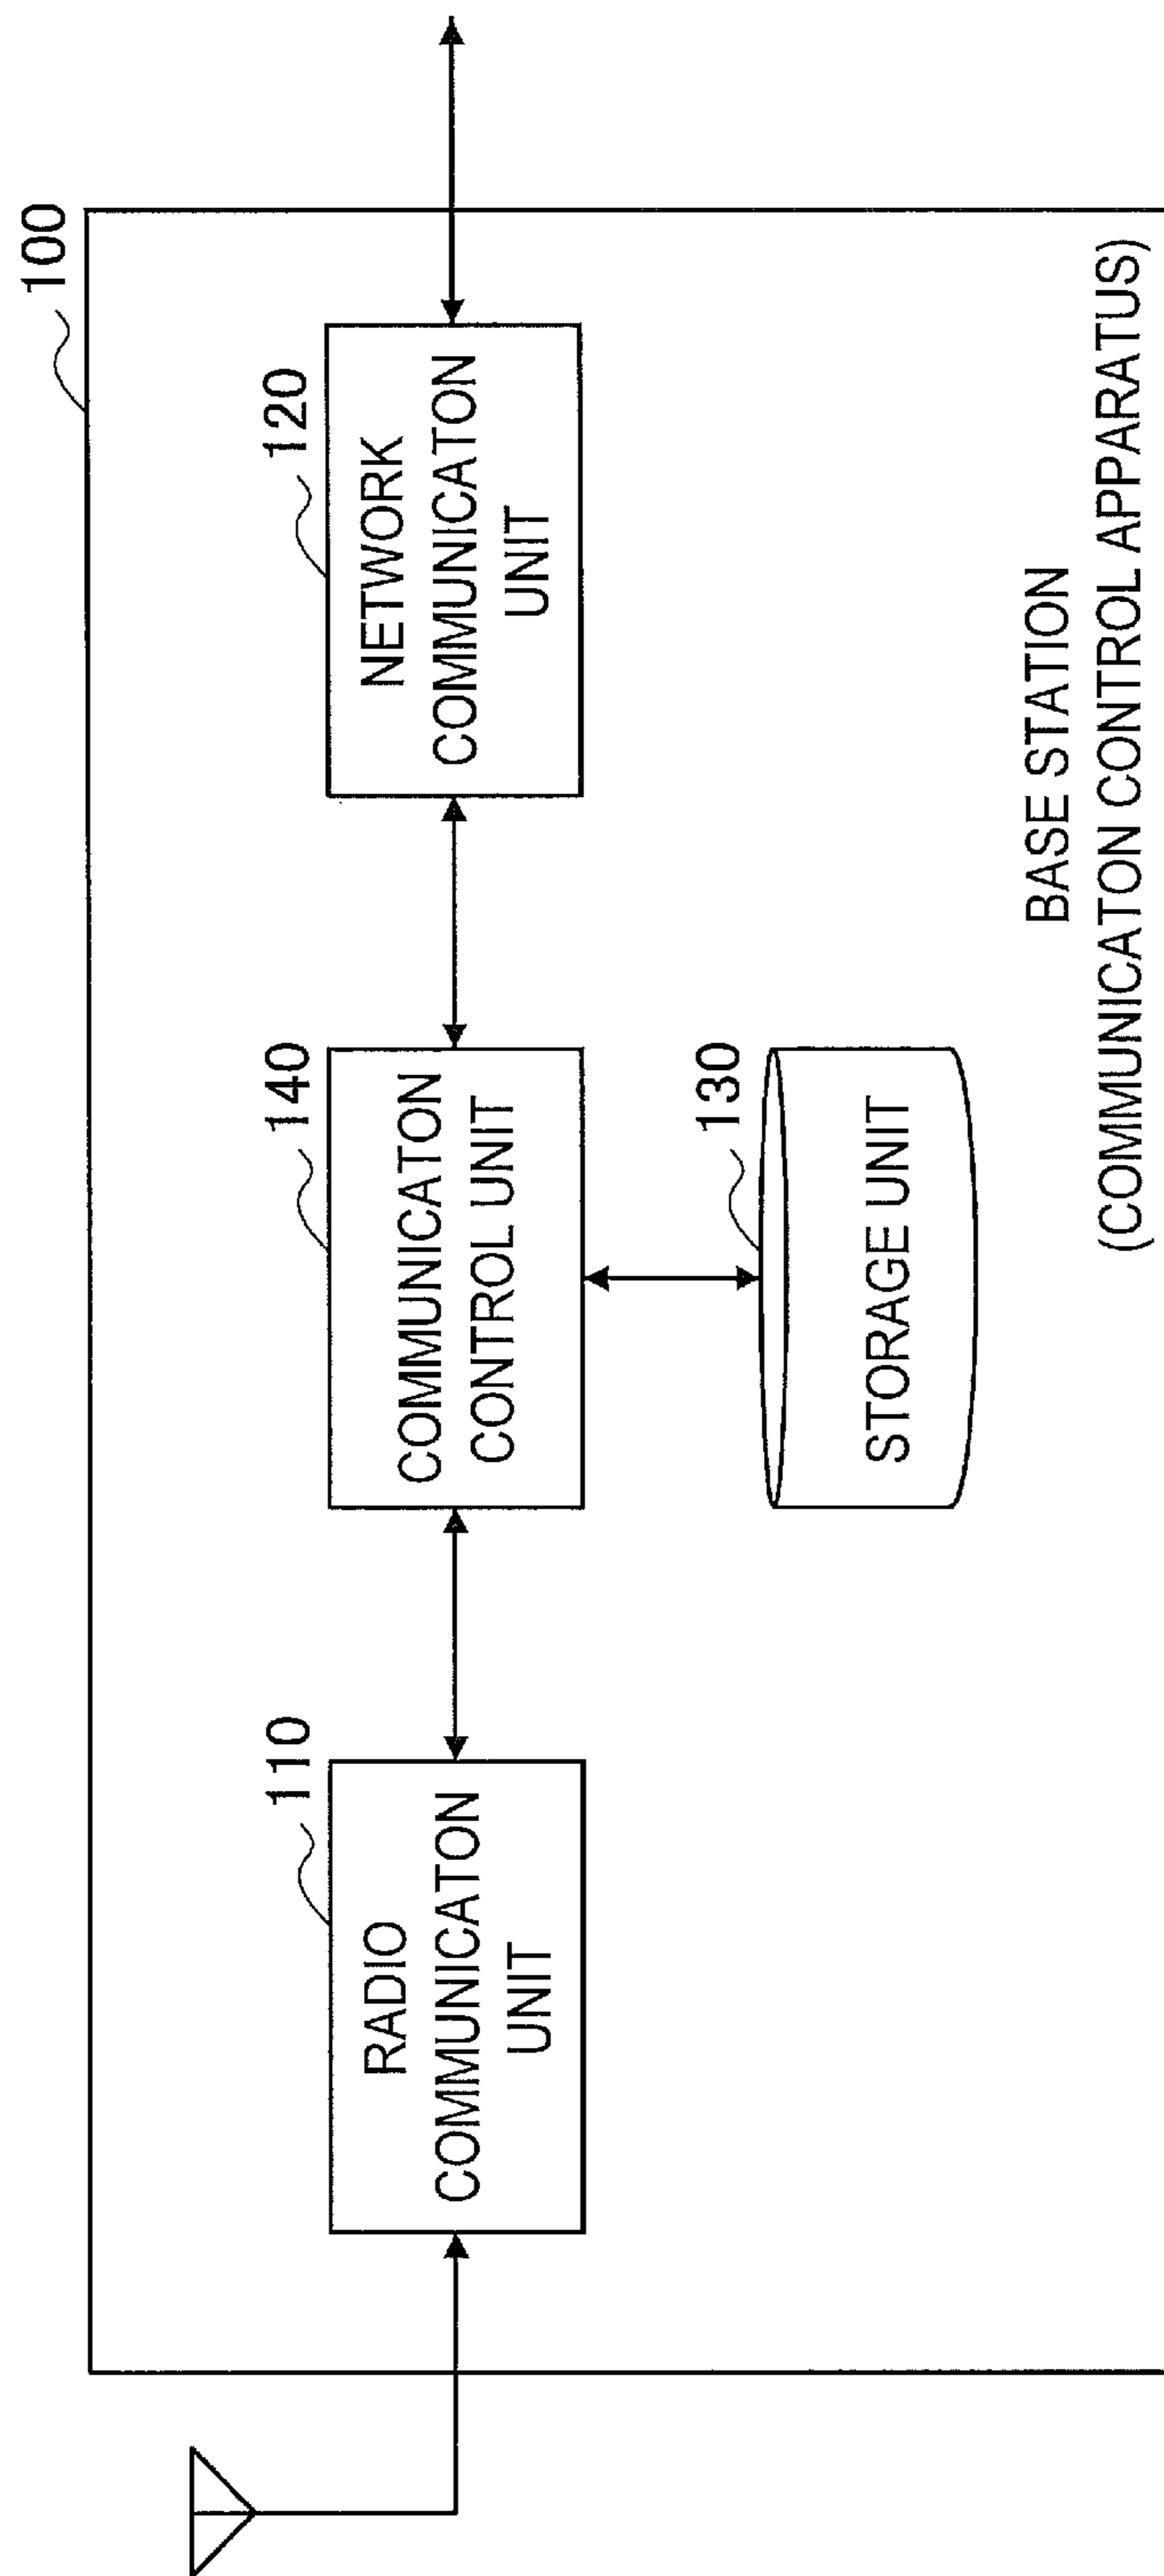 100
110
RADIO
COMMUNICATON
UNIT
140
COMMUNICATON
CONTROL UNIT
120
NETWORK
COMMUNICATON
UNIT
130
STORAGE UNIT
BASE STATION
(COMMUNICATON CONTROL APPARATUS)